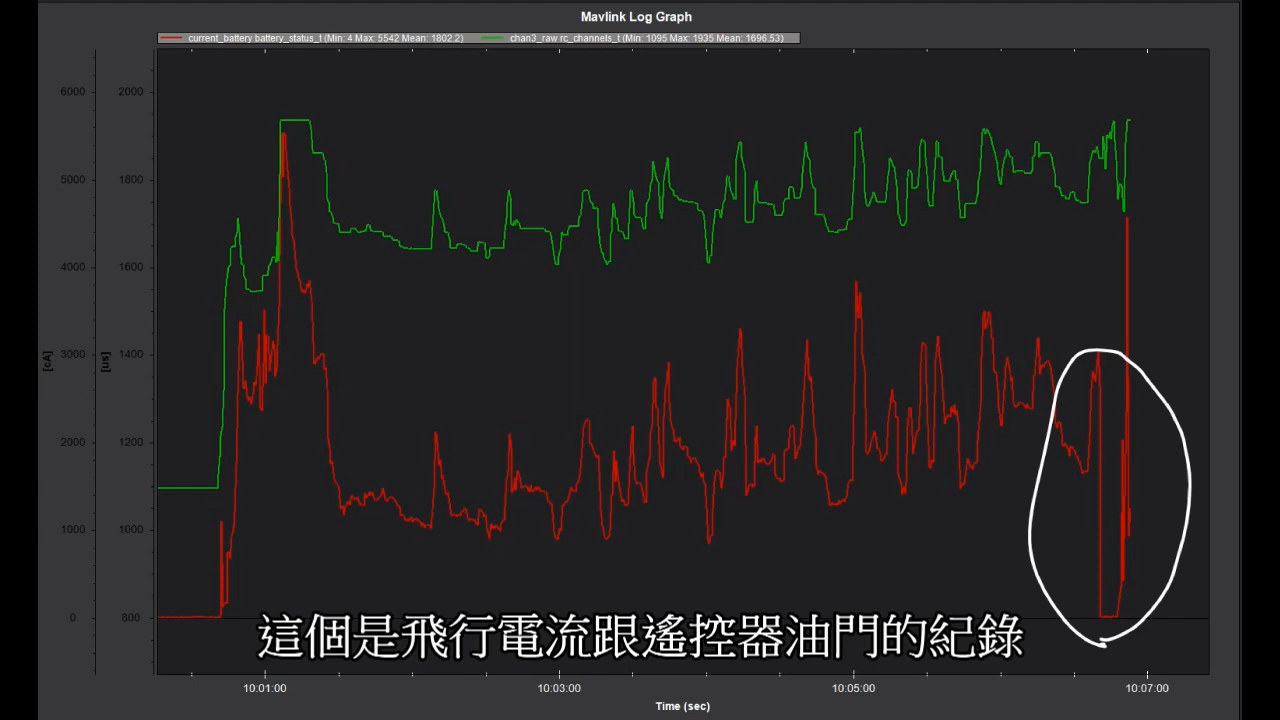 Mavlink Log Graph
current_battery battery_status_t (Min: 4 Max: 5542 Mean: 1802.2) chan3_raw rc_channels_t (Min: 1095 Max: 1935 Mean: 1696.53)
6000 2000
5000 1800
4000 1600
3000 1400
[cA] [us]
2000 1200
1000 1000
0 800
這個是飛行電流跟遙控器油門的紀錄
10:01:00 10:03:00 10:05:00 10:07:00
Time (sec)